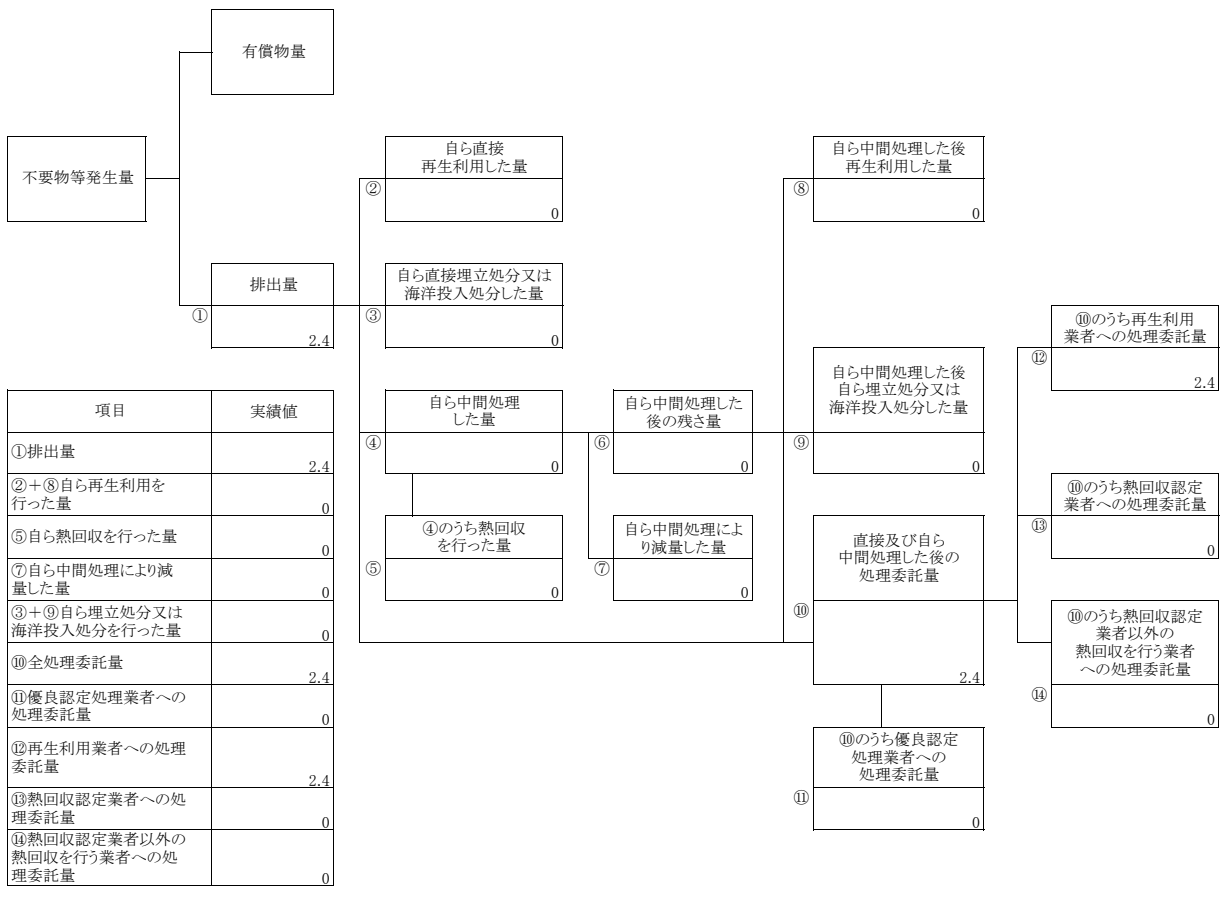 有償物量
不要物等発生量
自ら直接
再生利用した量
②
0
自ら中間処理した後
再生利用した量
⑧
0
排出量
①
2.4
自ら直接埋立処分又は
海洋投入処分した量
③
0
⑩のうち再生利用
業者への処理委託量
⑫
2.4
自ら中間処理した後
自ら埋立処分又は
海洋投入処分した量
⑨
0
自ら中間処理
した量
④
0
自ら中間処理した
後の残さ量
⑥
0
⑩のうち熱回収認定
業者への処理委託量
⑬
0
④のうち熱回収
を行った量
⑤
0
自ら中間処理によ
り減量した量
⑦
0
直接及び自ら
中間処理した後の
処理委託量
⑩
2.4
⑩のうち熱回収認定
業者以外の
熱回収を行う業者
への処理委託量
⑭
0
⑩のうち優良認定
処理業者への
処理委託量
⑪
0
項目 実績値
①排出量
2.4
②＋⑧自ら再生利用を
行った量
0
⑤自ら熱回収を行った量
0
⑦自ら中間処理により減
量した量
0
③＋⑨自ら埋立処分又は
海洋投入処分を行った量
0
⑩全処理委託量
2.4
⑪優良認定処理業者への
処理委託量
0
⑫再生利用業者への処理
委託量
2.4
⑬熱回収認定業者への処
理委託量
0
⑭熱回収認定業者以外の
熱回収を行う業者への処
理委託量
0